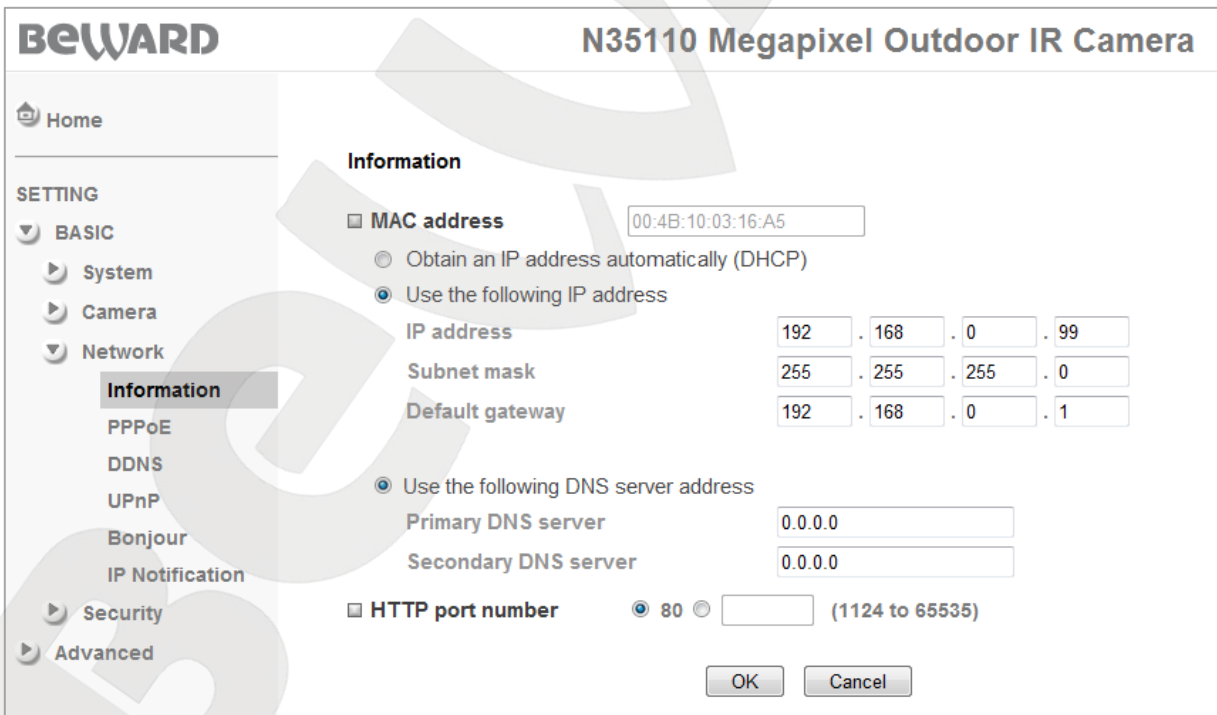 BEWARD
N35110 Megapixel Outdoor IR Camera
Home
SETTING
BASIC
System
Camera
Network
Information
PPPoE
DDNS
UPnP
Bonjour
IP Notification
Security
Advanced
Information
MAC address 00:4B:10:03:16:A5
Obtain an IP address automatically (DHCP)
Use the following IP address
IP address 192 . 168 . 0 . 99
Subnet mask 255 . 255 . 255 . 0
Default gateway 192 . 168 . 0 . 1
Use the following DNS server address
Primary DNS server 0.0.0.0
Secondary DNS server 0.0.0.0
HTTP port number 80 (1124 to 65535)
OK Cancel